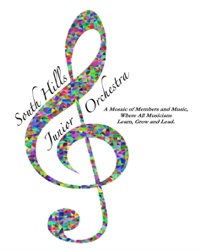 South Hills
Junior Orchestra
A Mosaic of Members and Music,
Where All Musicians
Learn, Grow and Lead.